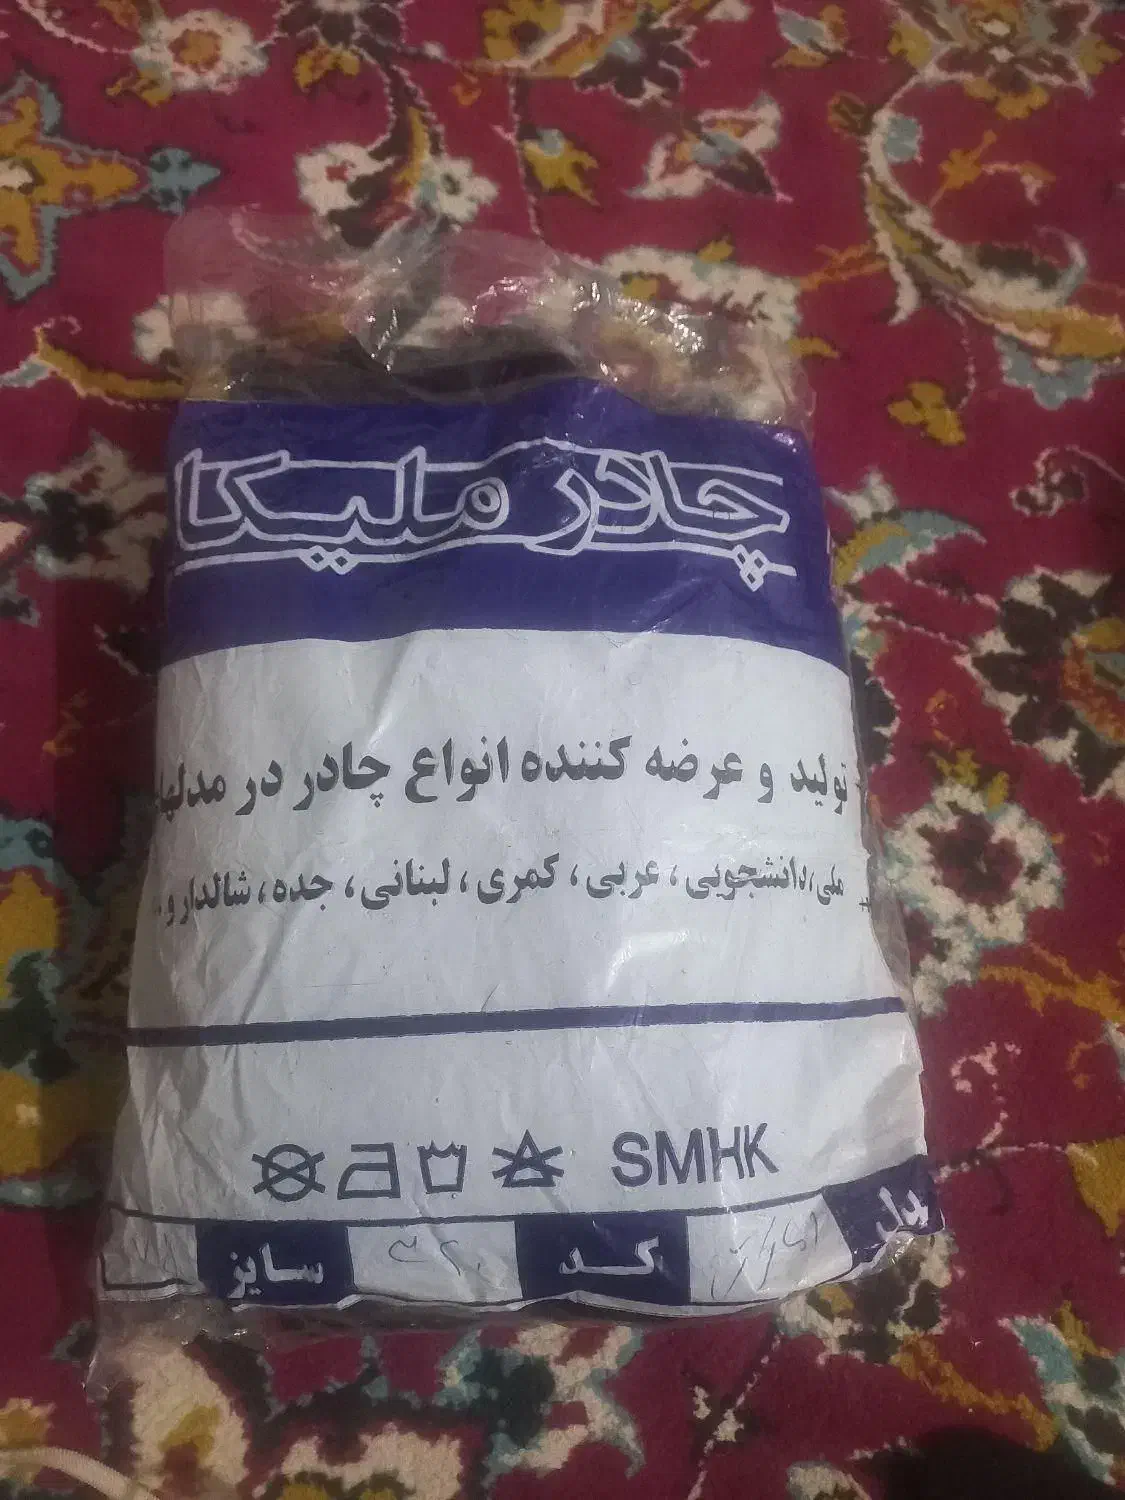 چادر ملیکا
تولید و عرضه کننده انواع چادر در مدلها
ملی، دانشجویی، عربی، کمری، لبنانی، جده، شالدار و
SMHK
مدل کد سایز